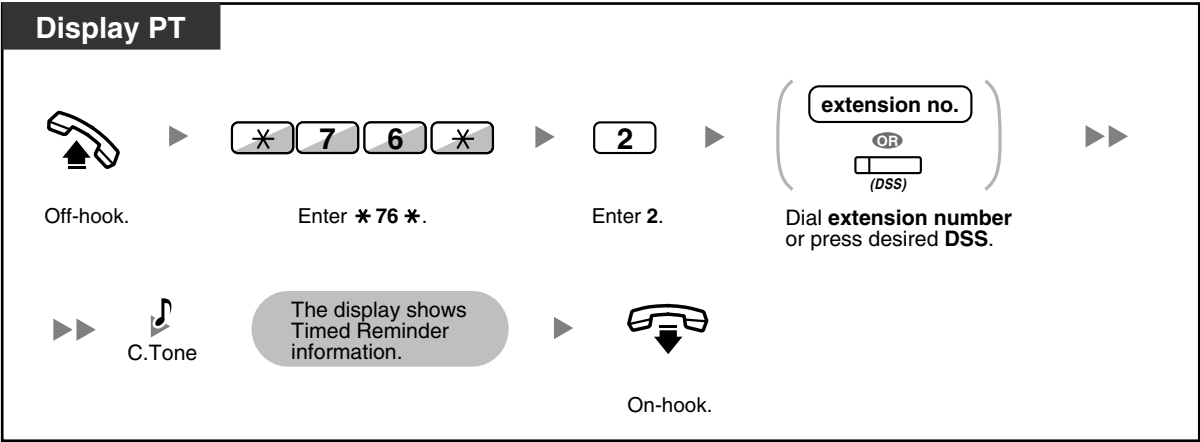 Display PT
✳ 7 6 ✳
2
extension no.
OR
(DSS)
Off-hook.
Enter ✳ 76 ✳.
Enter 2.
Dial extension number
or press desired DSS.
C.Tone
The display shows
Timed Reminder
information.
On-hook.